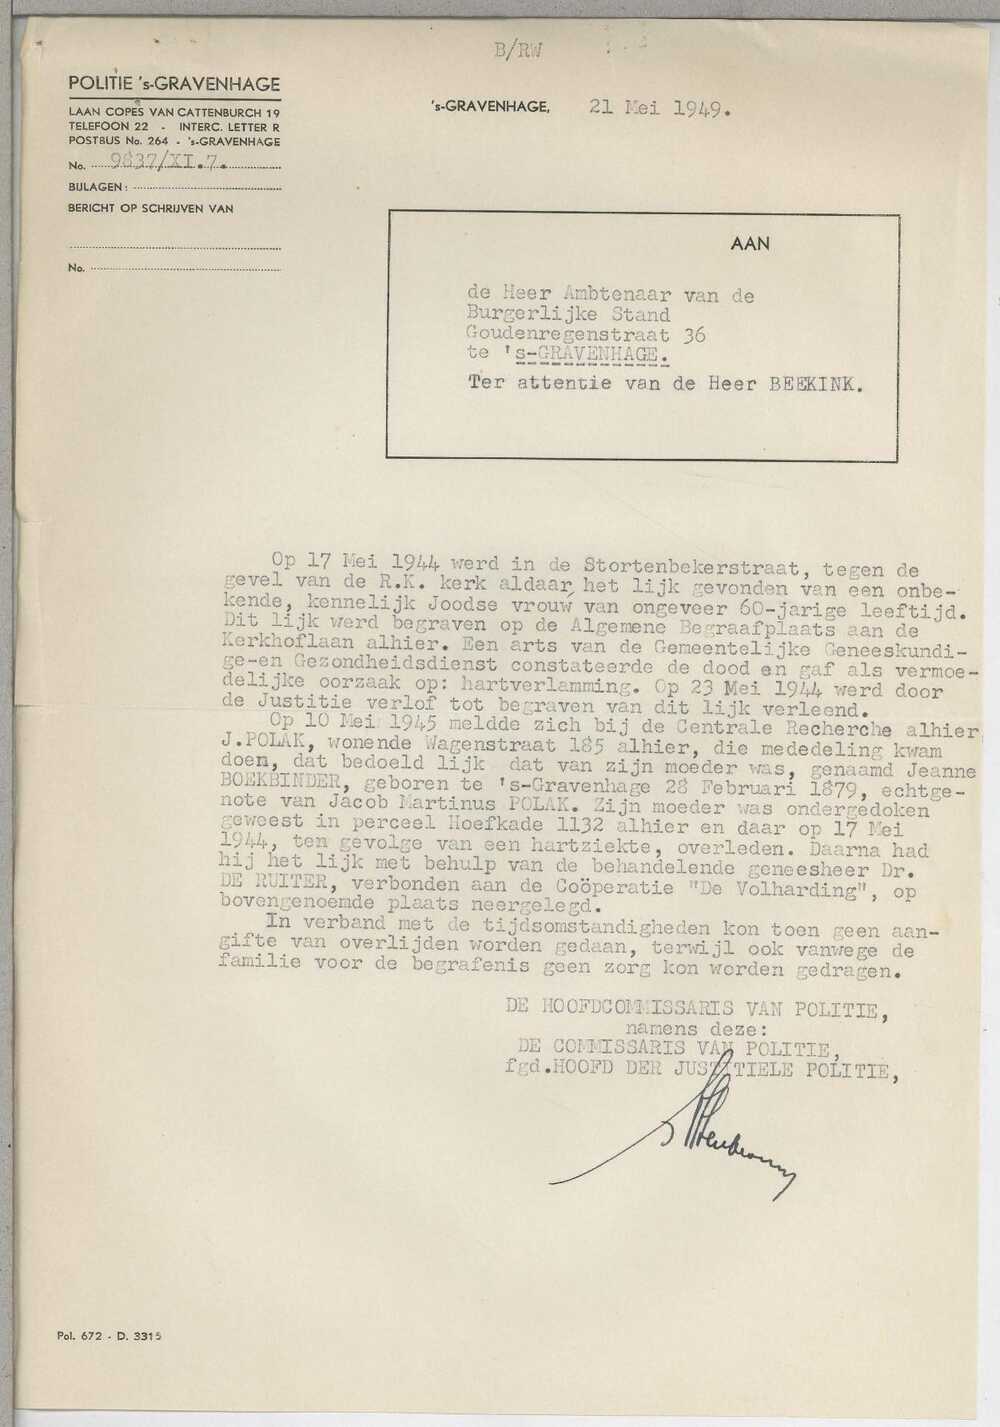 B/RW
POLITIE 's-GRAVENHAGE
LAAN COPES VAN CATTENBURCH 19
TELEFOON 22 - INTERC. LETTER R
POSTBUS No. 264 - 's-GRAVENHAGE
No. 9837/XI.7.
BIJLAGEN:
BERICHT OP SCHRIJVEN VAN
No.
's-GRAVENHAGE, 21 Mei 1949.
AAN
de Heer Ambtenaar van de
Burgerlijke Stand
Goudenregenstraat 36
te 's-GRAVENHAGE.
Ter attentie van de Heer BEEKINK.
Op 17 Mei 1944 werd in de Stortenbekerstraat, tegen de
gevel van de R.K. kerk aldaar, het lijk gevonden van een onbe-
kende, kennelijk Joodse vrouw van ongeveer 60-jarige leeftijd.
Dit lijk werd begraven op de Algemene Begraafplaats aan de
Kerkhoflaan alhier. Een arts van de Gemeentelijke Geneeskundi-
ge-en Gezondheidsdienst constateerde de dood en gaf als vermoe-
delijke oorzaak op: hartverlamming. Op 23 Mei 1944 werd door
de Justitie verlof tot begraven van dit lijk verleend.
Op 10 Mei 1945 meldde zich bij de Centrale Recherche alhier
J.POLAK, wonende Wagenstraat 185 alhier, die mededeling kwam
doen, dat bedoeld lijk dat van zijn moeder was, genaamd Jeanne
BOEKBINDER, geboren te 's-Gravenhage 28 Februari 1879, echtge-
note van Jacob Martinus POLAK. Zijn moeder was ondergedoken
geweest in perceel Hoefkade 1132 alhier en daar op 17 Mei
1944, ten gevolge van een hartziekte, overleden. Daarna had
hij het lijk met behulp van de behandelende geneesheer Dr.
DE RUITER, verbonden aan de Coöperatie "De Volharding", op
bovengenoemde plaats neergelegd.
In verband met de tijdsomstandigheden kon toen geen aan-
gifte van overlijden worden gedaan, terwijl ook vanwege de
familie voor de begrafenis geen zorg kon worden gedragen.
DE HOOFDCOMMISSARIS VAN POLITIE,
namens deze:
DE COMMISSARIS VAN POLITIE,
fgd.HOOFD DER JUSTITIELE POLITIE,
Pol. 672 - D. 3315